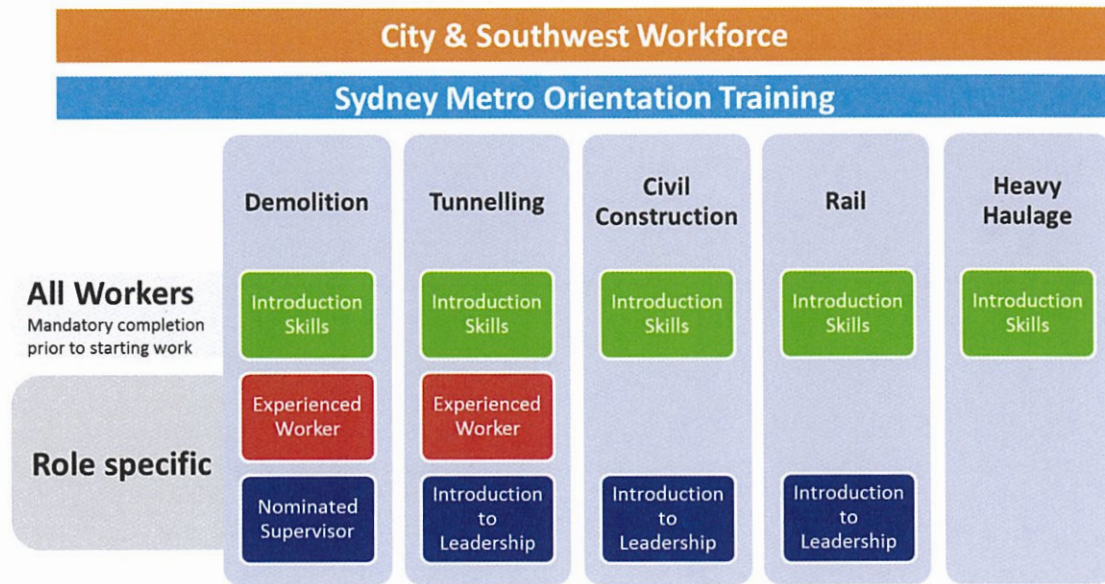 City & Southwest Workforce
Sydney Metro Orientation Training
Demolition
Tunnelling
Civil
Construction
Rail
Heavy
Haulage
All Workers
Mandatory completion
prior to starting work
Introduction
Skills
Introduction
Skills
Introduction
Skills
Introduction
Skills
Introduction
Skills
Role specific
Experienced
Worker
Experienced
Worker
Nominated
Supervisor
Introduction
to
Leadership
Introduction
to
Leadership
Introduction
to
Leadership